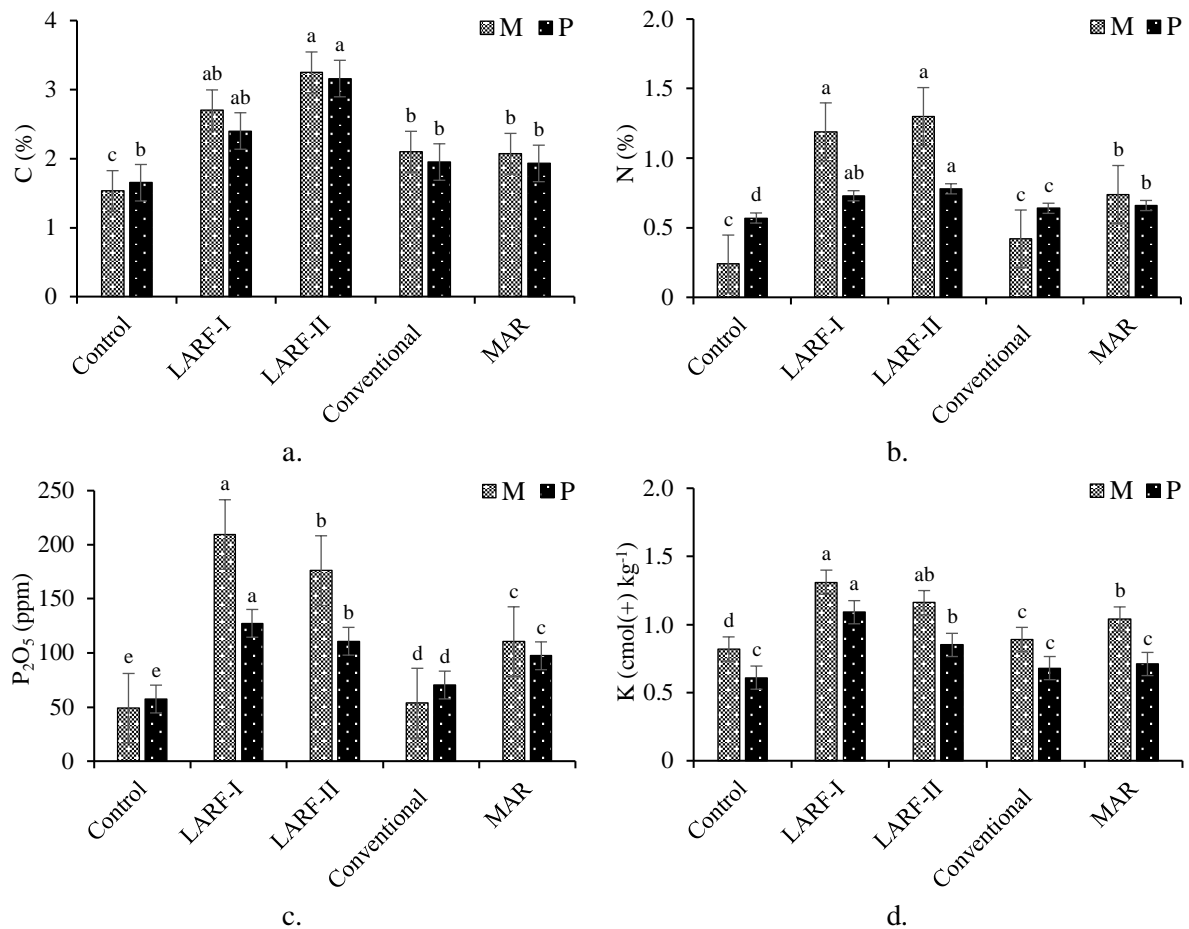 4
3
2
1
0
C (%)
M P
c b
ab ab
a a
b b
b b
Control
LARF-I
LARF-II
Conventional
MAR
a.
2.0
1.5
1.0
0.5
0
N (%)
M P
c d
a ab
a a
c c
b b
Control
LARF-I
LARF-II
Conventional
MAR
b.
250
200
150
100
50
0
P₂O₅ (ppm)
M P
e e
a a
b b
d d
c c
Control
LARF-I
LARF-II
Conventional
MAR
c.
2.0
1.5
1.0
0.5
0
K (cmol(+) kg⁻¹)
M P
d c
a a
ab b
c c
b c
Control
LARF-I
LARF-II
Conventional
MAR
d.